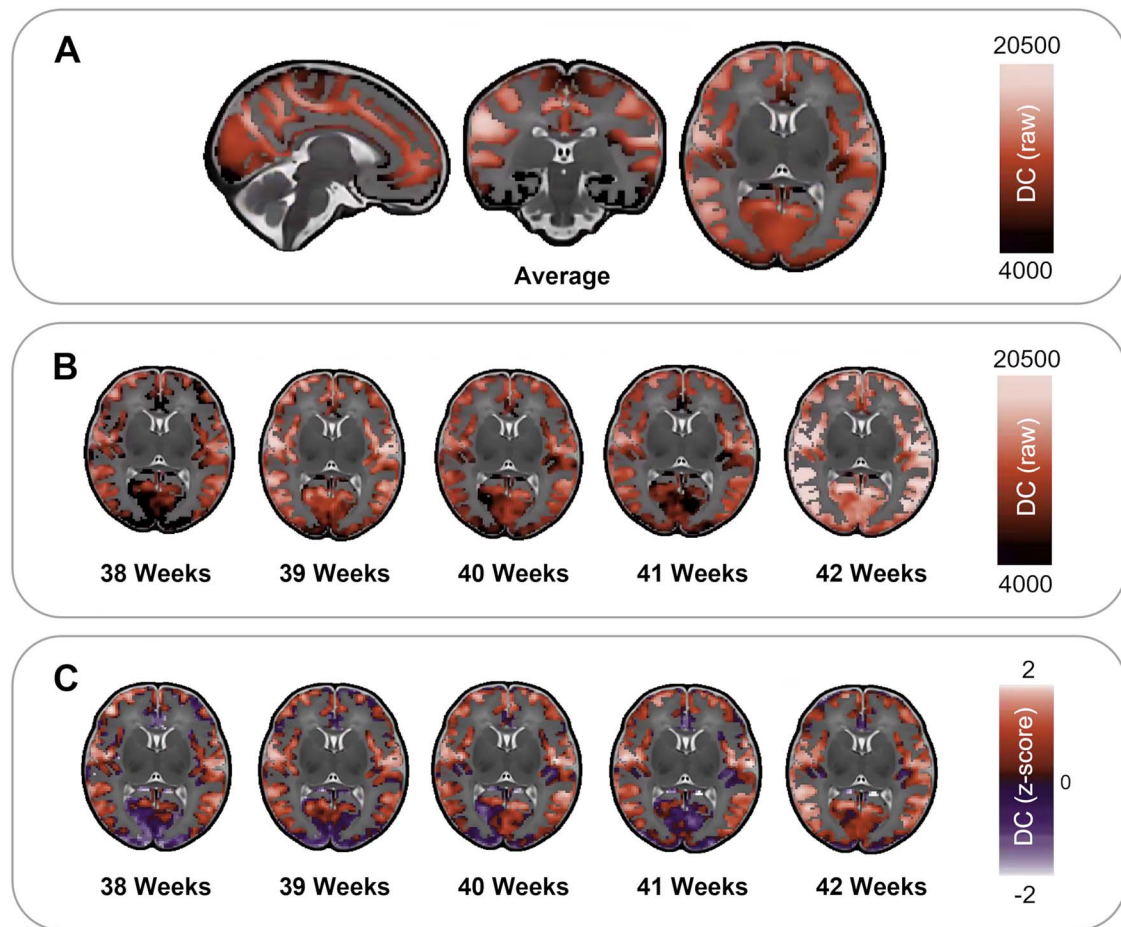 A
20500
DC (raw)
4000
Average
B
20500
DC (raw)
4000
38 Weeks
39 Weeks
40 Weeks
41 Weeks
42 Weeks
C
2
DC (z-score)
0
-2
38 Weeks
39 Weeks
40 Weeks
41 Weeks
42 Weeks